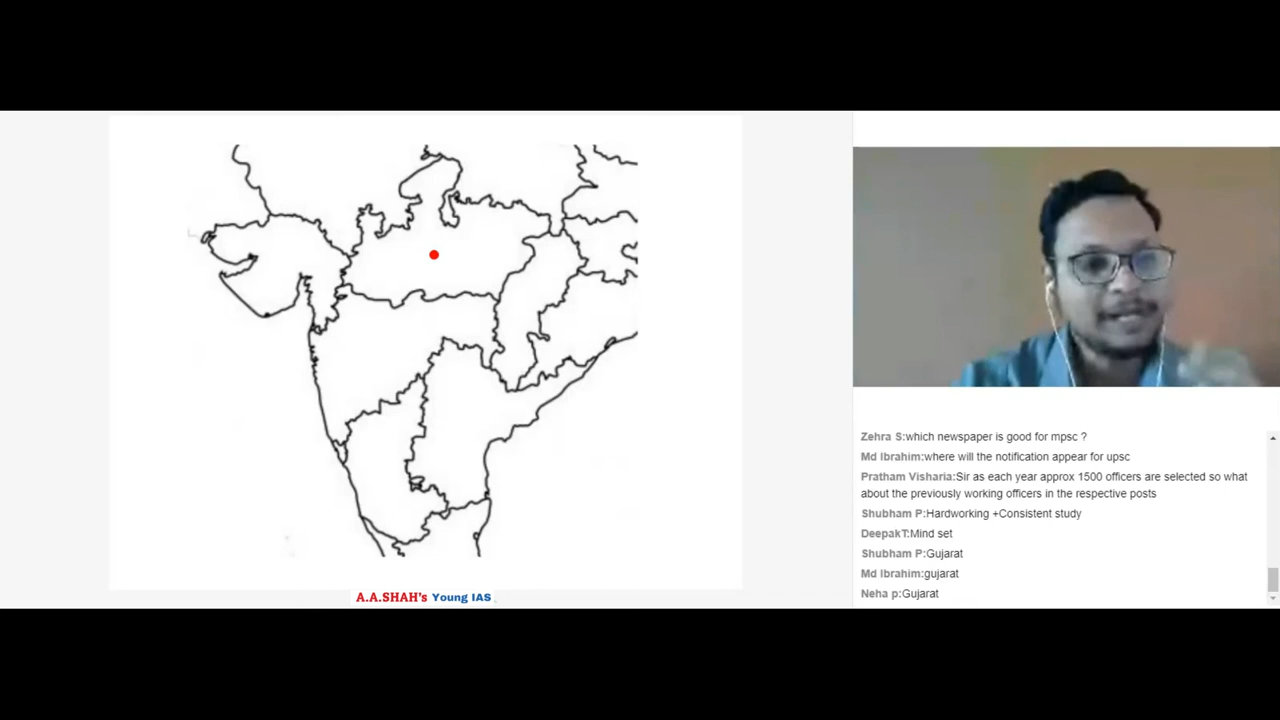 A.A.SHAH's Young IAS
Zehra S:which newspaper is good for mpsc ?
Md Ibrahim:where will the notification appear for upsc
Pratham Visharia:Sir as each year approx 1500 officers are selected so what
about the previously working officers in the respective posts
Shubham P:Hardworking +Consistent study
DeepakT:Mind set
Shubham P:Gujarat
Md Ibrahim:gujarat
Neha p:Gujarat